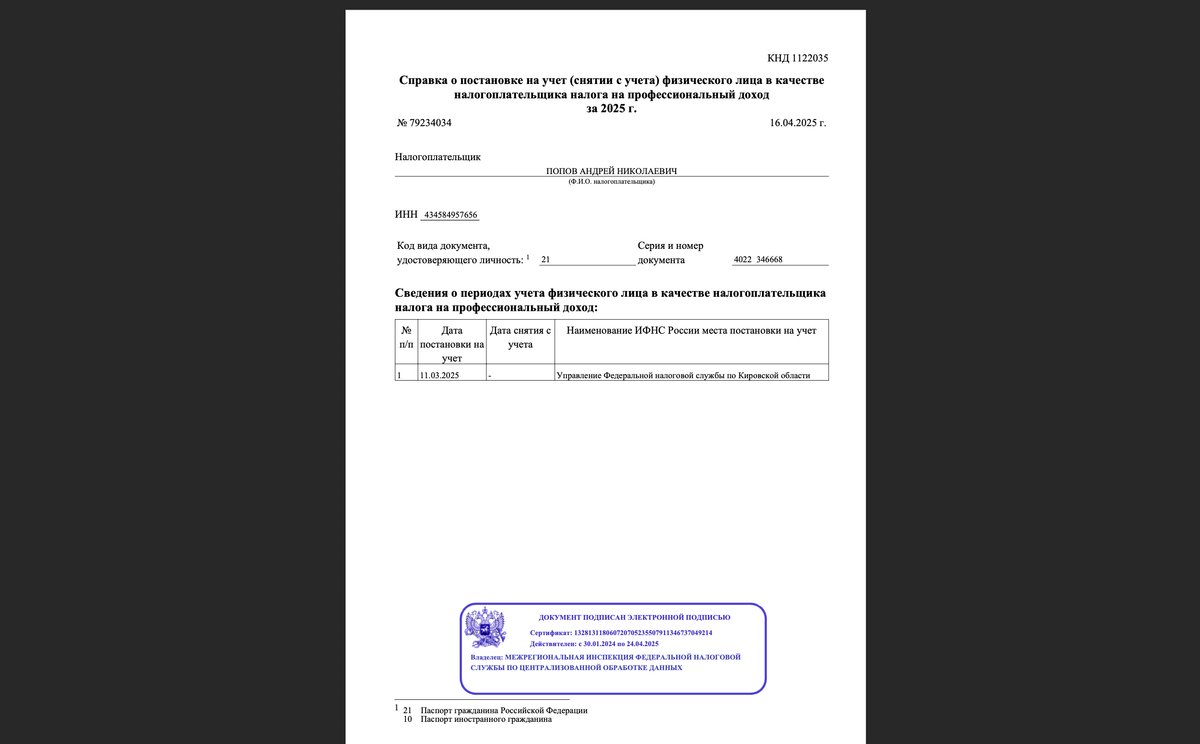 КНД 1122035
Справка о постановке на учет (снятии с учета) физического лица в качестве
налогоплательщика налога на профессиональный доход
за 2025 г.
№ 79234034 16.04.2025 г.
Налогоплательщик
ПОПОВ АНДРЕЙ НИКОЛАЕВИЧ
(Ф.И.О. налогоплательщика)
ИНН 434584957656
Код вида документа, Серия и номер
удостоверяющего личность: 1 21 документа 4022 346668
Сведения о периодах учета физического лица в качестве налогоплательщика
налога на профессиональный доход:
№ Дата Дата снятия с Наименование ИФНС России места постановки на учет
п/п постановки на учета
учет
1 11.03.2025 - Управление Федеральной налоговой службы по Кировской области
ДОКУМЕНТ ПОДПИСАН ЭЛЕКТРОННОЙ ПОДПИСЬЮ
Сертификат: 132813118060720705235507911346737049214
Действителен: с 30.01.2024 по 24.04.2025
Владелец: МЕЖРЕГИОНАЛЬНАЯ ИНСПЕКЦИЯ ФЕДЕРАЛЬНОЙ НАЛОГОВОЙ
СЛУЖБЫ ПО ЦЕНТРАЛИЗОВАННОЙ ОБРАБОТКЕ ДАННЫХ
1 21 Паспорт гражданина Российской Федерации
10 Паспорт иностранного гражданина